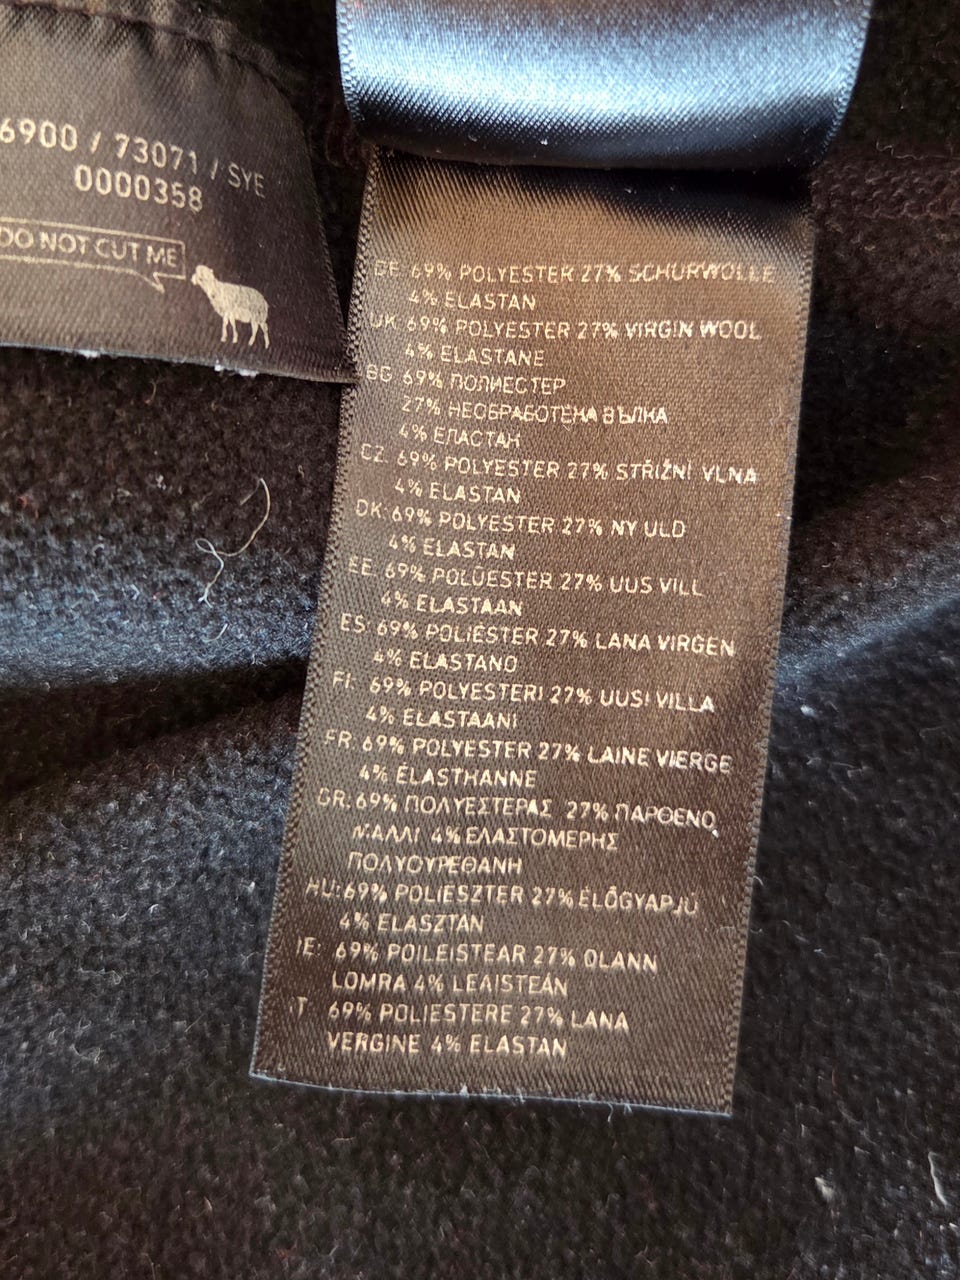 6900 / 73071 / SYE
0000358
DO NOT CUT ME
DE: 69% POLYESTER 27% SCHURWOLLE
4% ELASTAN
UK: 69% POLYESTER 27% VIRGIN WOOL
4% ELASTANE
BG: 69% ПОЛИЕСТЕР
27% НЕОБРАБОТЕНА ВЪЛКА
4% ЕЛАСТАН
CZ: 69% POLYESTER 27% STŘIŽNÍ VLNA
4% ELASTAN
DK: 69% POLYESTER 27% NY ULD
4% ELASTAN
EE: 69% POLÜESTER 27% UUS VILL
4% ELASTAAN
ES: 69% POLIÉSTER 27% LANA VIRGEN
4% ELASTANO
FI: 69% POLYESTERI 27% UUSI VILLA
4% ELASTAANI
FR: 69% POLYESTER 27% LAINE VIERGE
4% ÉLASTHANNE
GR: 69% ΠΟΛΥΕΣΤΕΡΑΣ 27% ΠΑΡΘΕΝΟ
ΜΑΛΛΙ 4% ΕΛΑΣΤΟΜΕΡΗΣ
ΠΟΛΥΟΥΡΕΘΑΝΗ
HU: 69% POLIESZTER 27% ÉLŐGYAPJÚ
4% ELASZTÁN
IE: 69% POILEISTEAR 27% OLANN
LOMRA 4% LEAISTEÁN
IT 69% POLIESTERE 27% LANA
VERGINE 4% ELASTAN